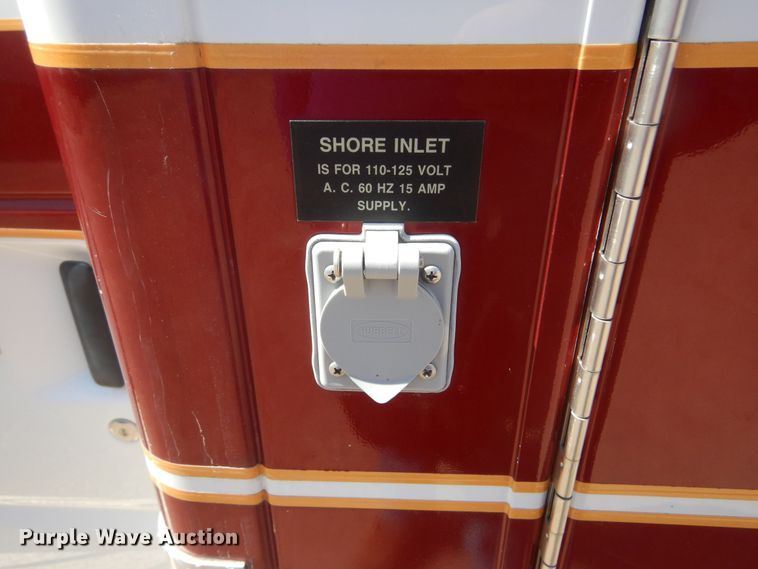 SHORE INLET
IS FOR 110-125 VOLT
A. C. 60 HZ 15 AMP
SUPPLY.
HUBBELL
Purple Wave Auction